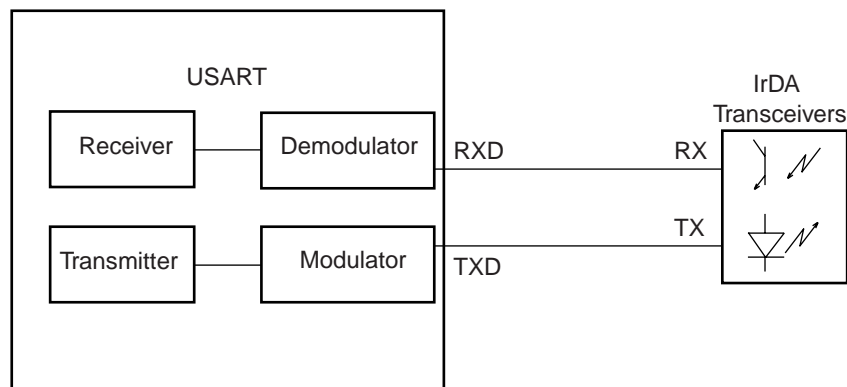 USART
IrDA
Transceivers
Receiver
Demodulator
RXD
RX
Transmitter
Modulator
TXD
TX